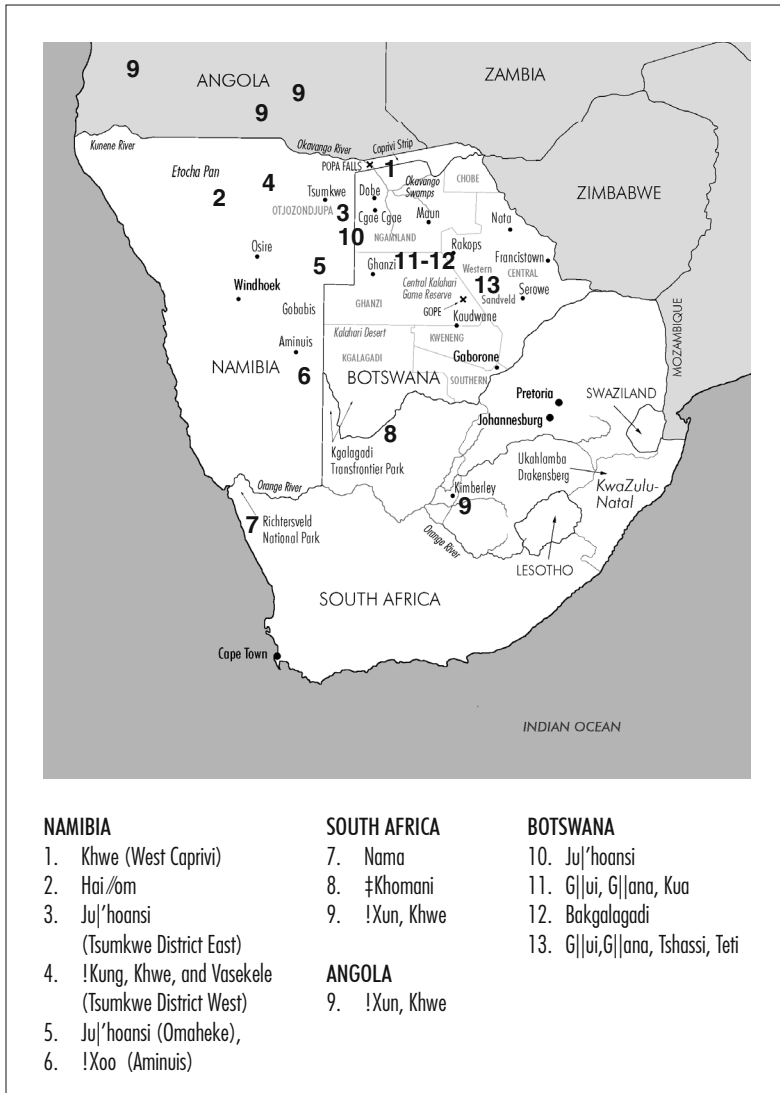 9
ANGOLA
9
9
ZAMBIA
Kunene River
Okavango River
Caprivi Strip
POPA FALLS
1
Etocha Pan
4
2
Tsumkwe
OTJOZONDJUPA
3
Dobe
Cgae Cgae
10
NGAMILAND
Okavango
Swamps
CHOBE
Maun
Nata
ZIMBABWE
Osire
5
Ghanzi
11-12
Rakops
Western
13
Sandveld
CENTRAL
Francistown
Serowe
Windhoek
Gobabis
GHANZI
Central Kalahari
Game Reserve
GOPE
Kaudwane
Kalahari Desert
KWENENG
KGALAGADI
Aminuis
NAMIBIA
6
BOTSWANA
SOUTHERN
Gaborone
MOZAMBIQUE
Pretoria
Johannesburg
SWAZILAND
8
Kgalagadi
Transfrontier Park
Orange River
Kimberley
9
Ukahlamba
Drakensberg
KwaZulu-
Natal
7
Richtersveld
National Park
Orange River
LESOTHO
SOUTH AFRICA
Cape Town
INDIAN OCEAN
NAMIBIA
1. Khwe (West Caprivi)
2. Hai//om
3. Ju|'hoansi
(Tsumkwe District East)
4. !Kung, Khwe, and Vasekele
(Tsumkwe District West)
5. Ju|'hoansi (Omaheke),
6. !Xoo (Aminuis)
SOUTH AFRICA
7. Nama
8. ‡Khomani
9. !Xun, Khwe
ANGOLA
9. !Xun, Khwe
BOTSWANA
10. Ju|'hoansi
11. G||ui, G||ana, Kua
12. Bakgalagadi
13. G||ui,G||ana, Tshassi, Teti